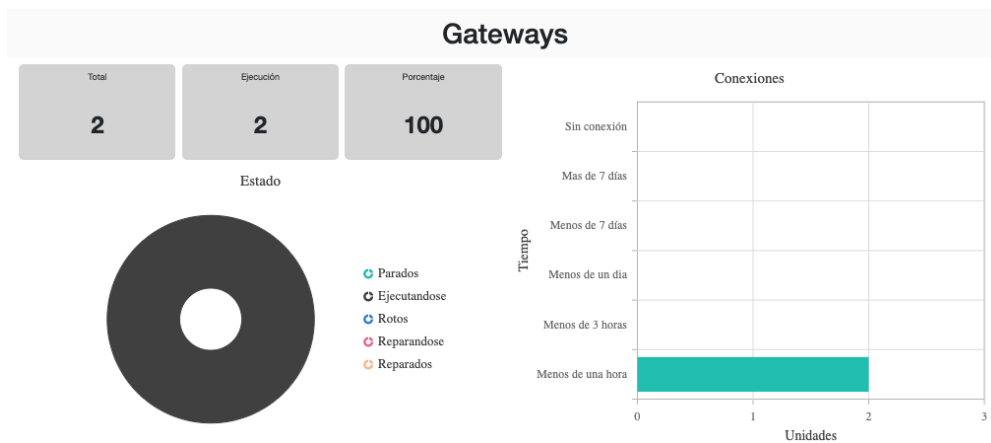 Gateways
Total
2
Ejecución
2
Porcentaje
100
Estado
Parados
Ejecutandose
Rotos
Reparandose
Reparados
Conexiones
Tiempo
Sin conexión
Mas de 7 días
Menos de 7 días
Menos de un dia
Menos de 3 horas
Menos de una hora
0 1 2 3
Unidades